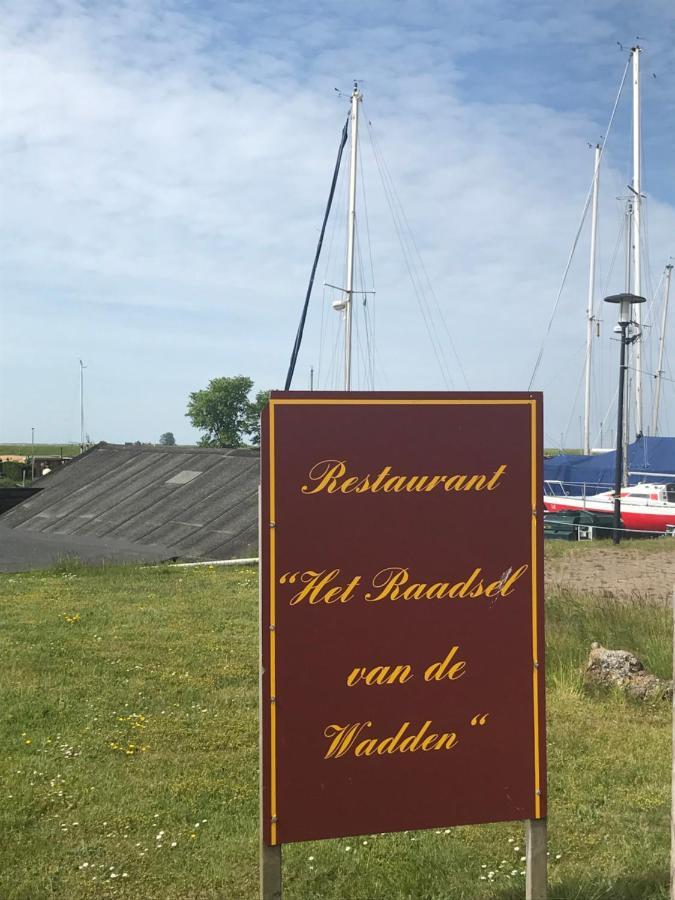 Restaurant
"Het Raadsel
van de
Wadden"